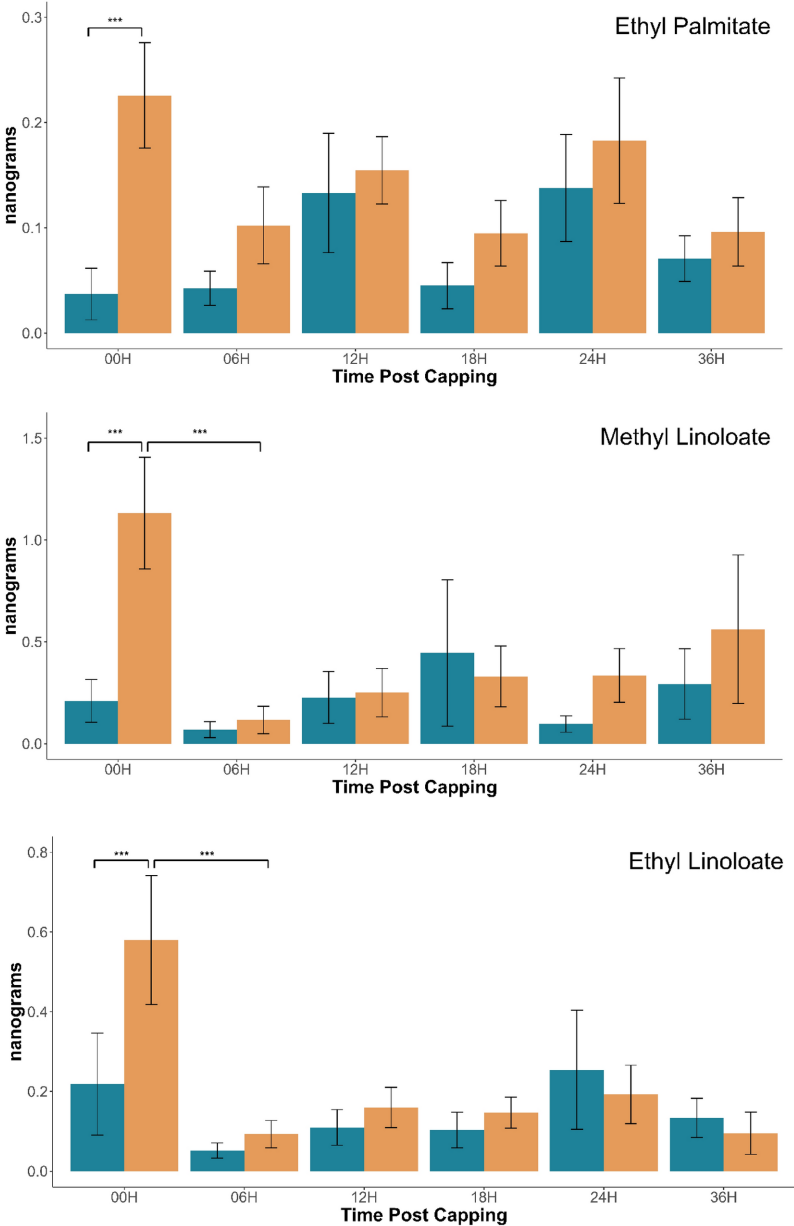 Ethyl Palmitate
***
0.3
0.2
0.1
0.0
nanograms
00H 06H 12H 18H 24H 36H
Time Post Capping
Methyl Linoloate
*** ***
1.5
1.0
0.5
0.0
nanograms
00H 06H 12H 18H 24H 36H
Time Post Capping
Ethyl Linoloate
*** ***
0.8
0.6
0.4
0.2
0.0
nanograms
00H 06H 12H 18H 24H 36H
Time Post Capping